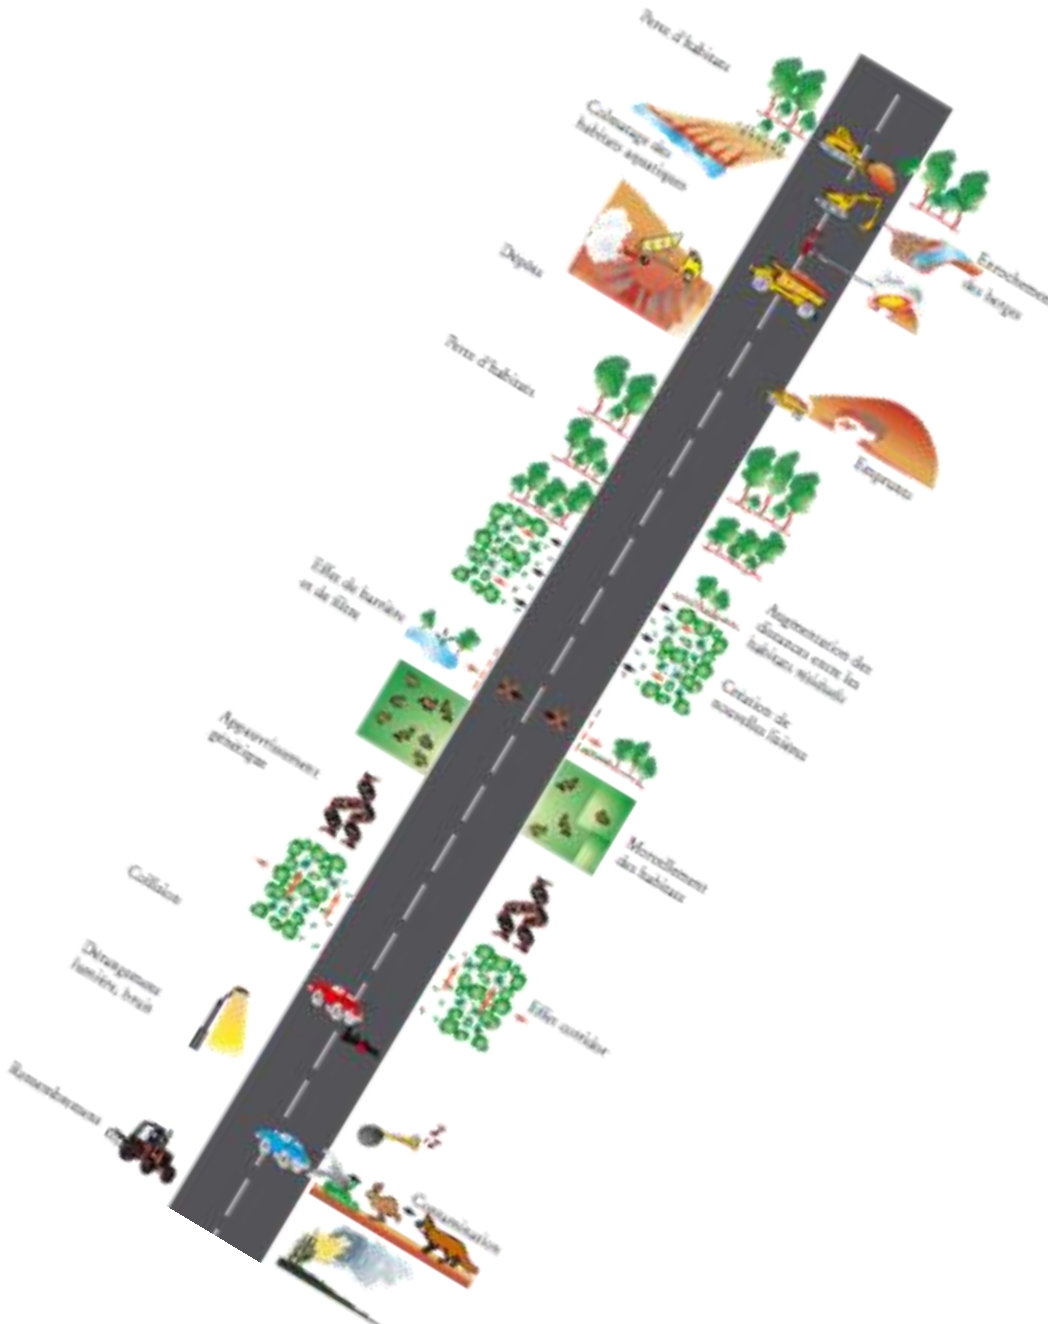 Perte d'habitats
Colmatage des
habitats aquatiques
Dépôts
Enrochement
des berges
Perte d'habitats
Emprunts
Effet de barrière
et de filtre
Augmentation des
distances entre les
habitats résiduels
Création de
nouvelles lisières
Appauvrissement
génétique
Morcellement
des habitats
Collision
Dérangement
lumière, bruit
Effet corridor
Remembrement
Contamination